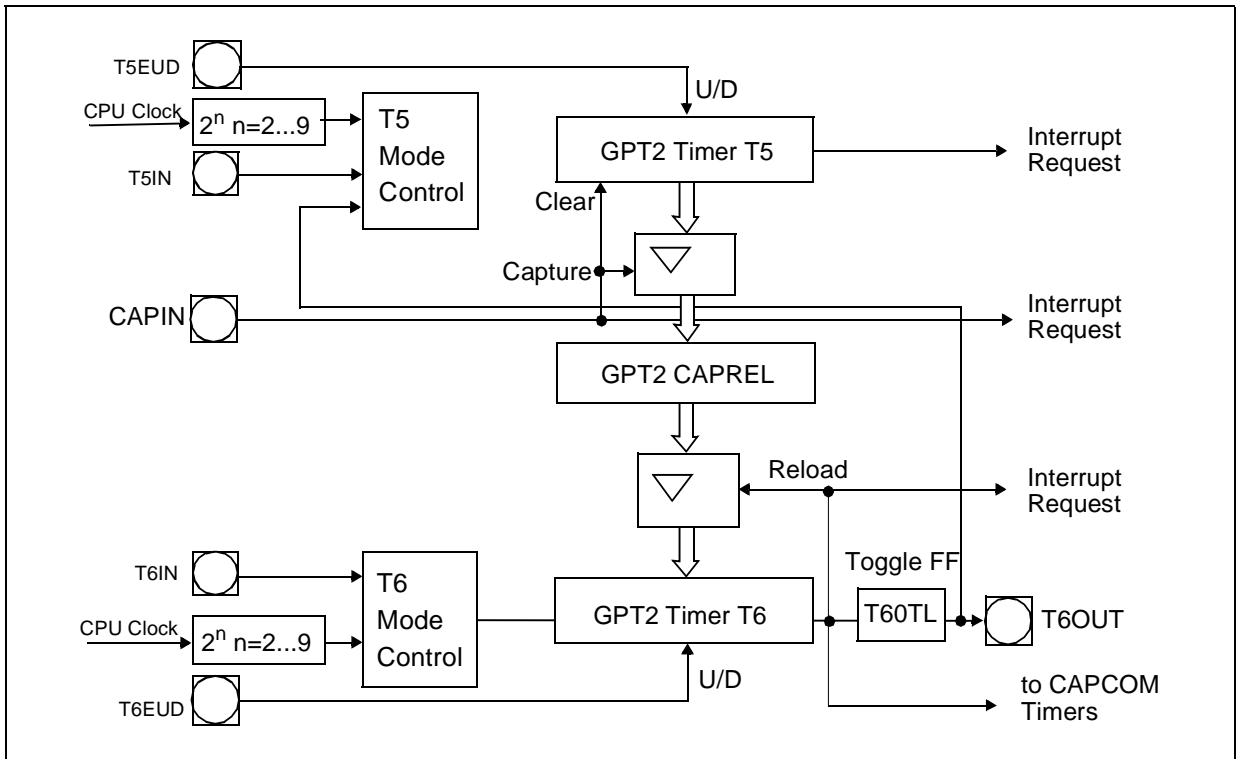 T5EUD
U/D
CPU Clock
2ⁿ n=2...9
T5
Mode
Control
GPT2 Timer T5
Interrupt
Request
T5IN
Clear
Capture
CAPIN
Interrupt
Request
GPT2 CAPREL
Reload
Interrupt
Request
T6IN
T6
Mode
Control
Toggle FF
GPT2 Timer T6
T60TL
T6OUT
CPU Clock
2ⁿ n=2...9
U/D
T6EUD
to CAPCOM
Timers